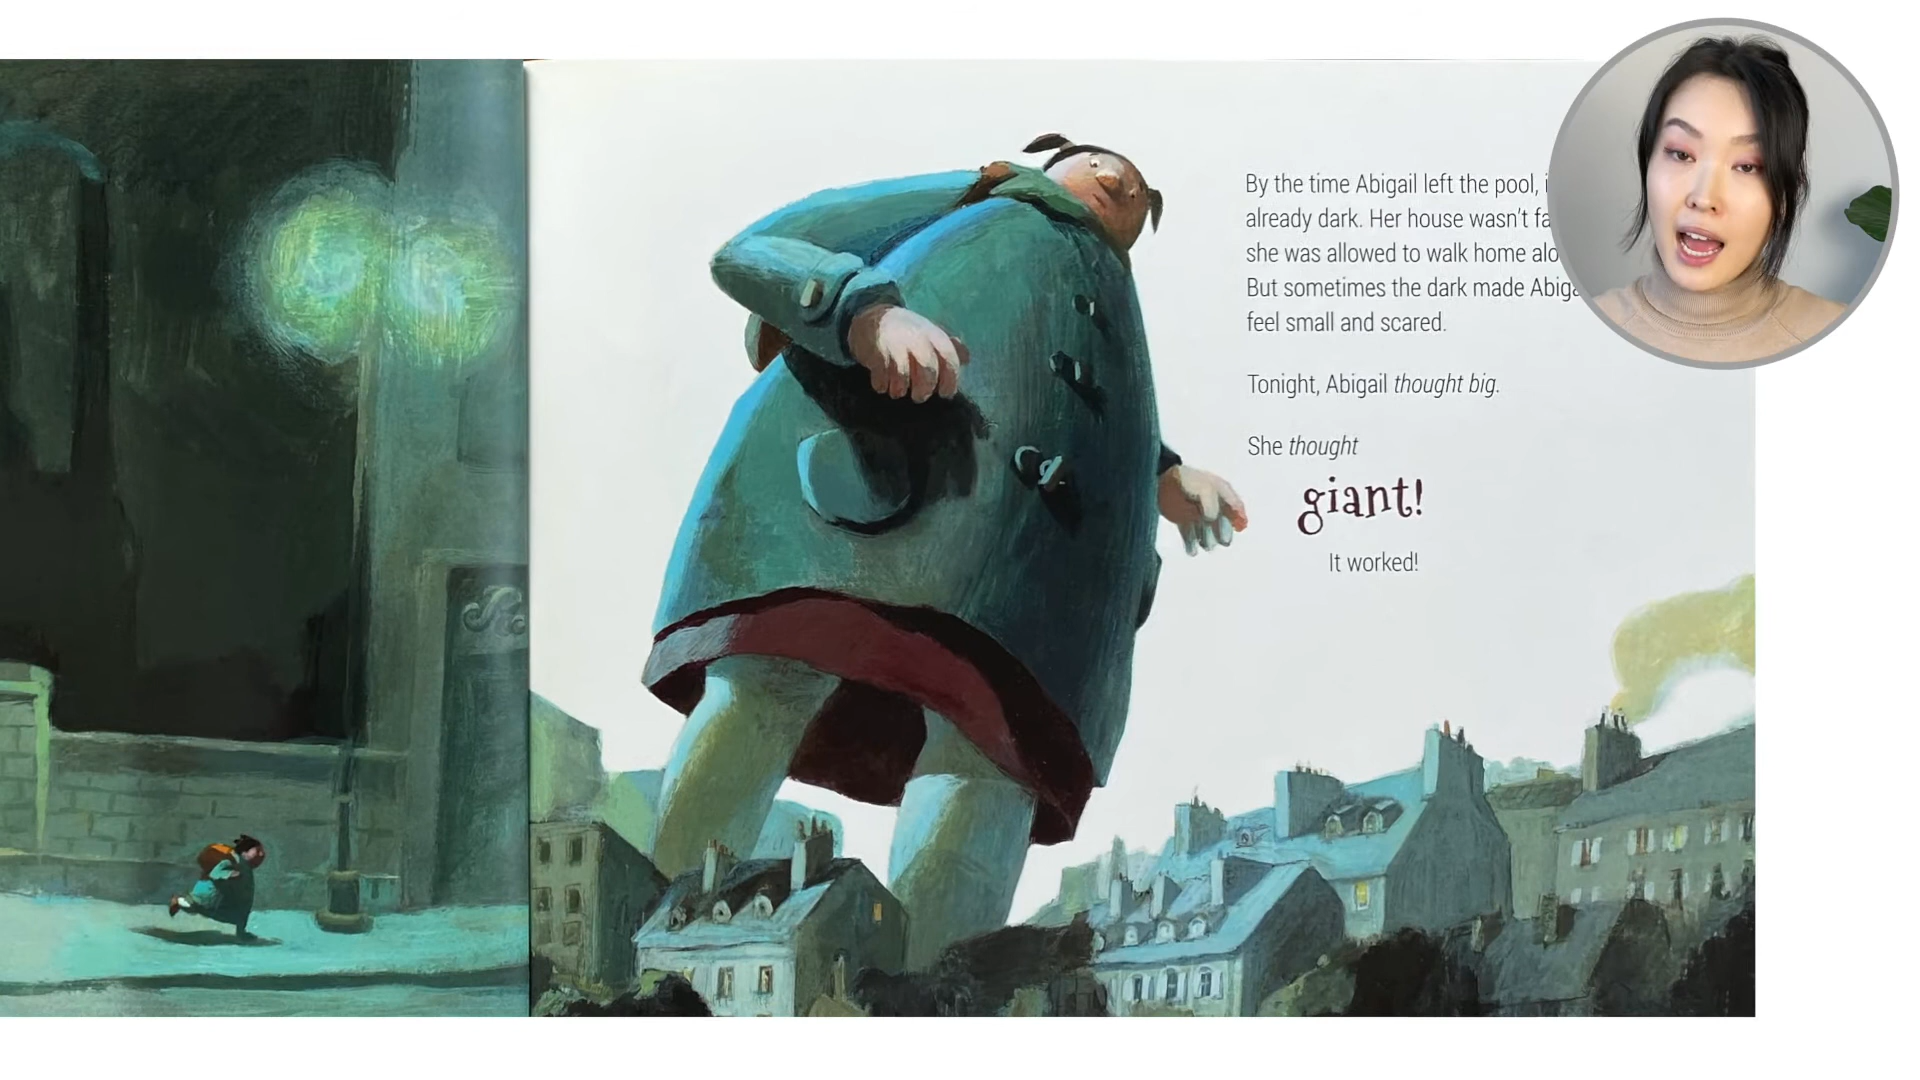 By the time Abigail left the pool,
already dark. Her house wasn't
she was allowed to walk home
But sometimes the dark made
feel small and scared.
Tonight, Abigail thought big.
She thought
giant!
It worked!